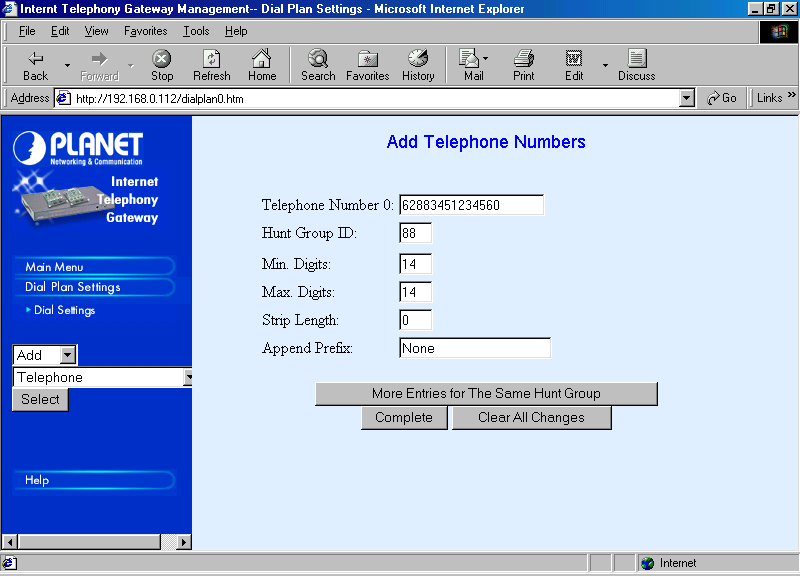 Internt Telephony Gateway Management-- Dial Plan Settings - Microsoft Internet Explorer
File Edit View Favorites Tools Help
Back Forward Stop Refresh Home Search Favorites History Mail Print Edit Discuss
Address http://192.168.0.112/dialplan0.htm Go Links »
PLANET
Networking & Communication
Internet
Telephony
Gateway
Main Menu
Dial Plan Settings
Dial Settings
Add
Telephone
Select
Help
Add Telephone Numbers
Telephone Number 0: 62883451234560
Hunt Group ID: 88
Min. Digits: 14
Max. Digits: 14
Strip Length: 0
Append Prefix: None
More Entries for The Same Hunt Group
Complete Clear All Changes
Internet